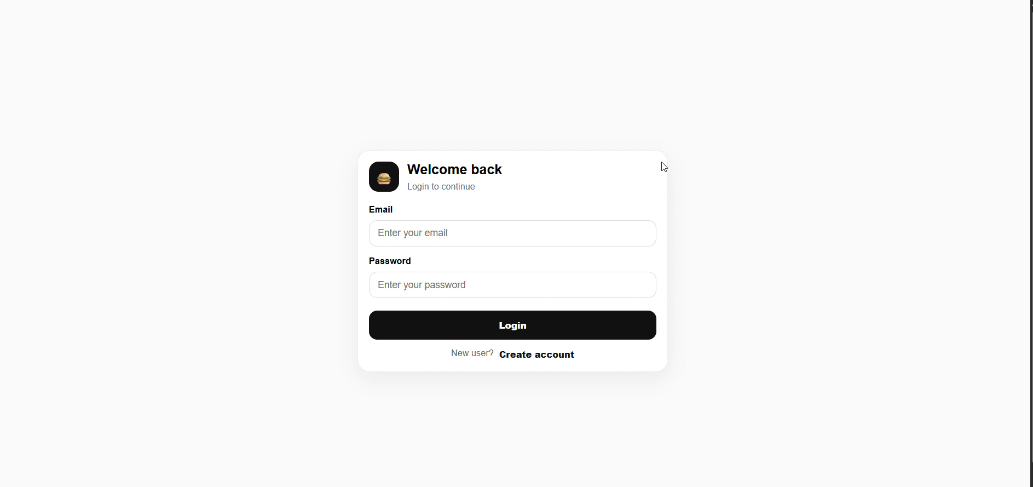 Welcome back
Login to continue
Email
Enter your email
Password
Enter your password
Login
New user? Create account